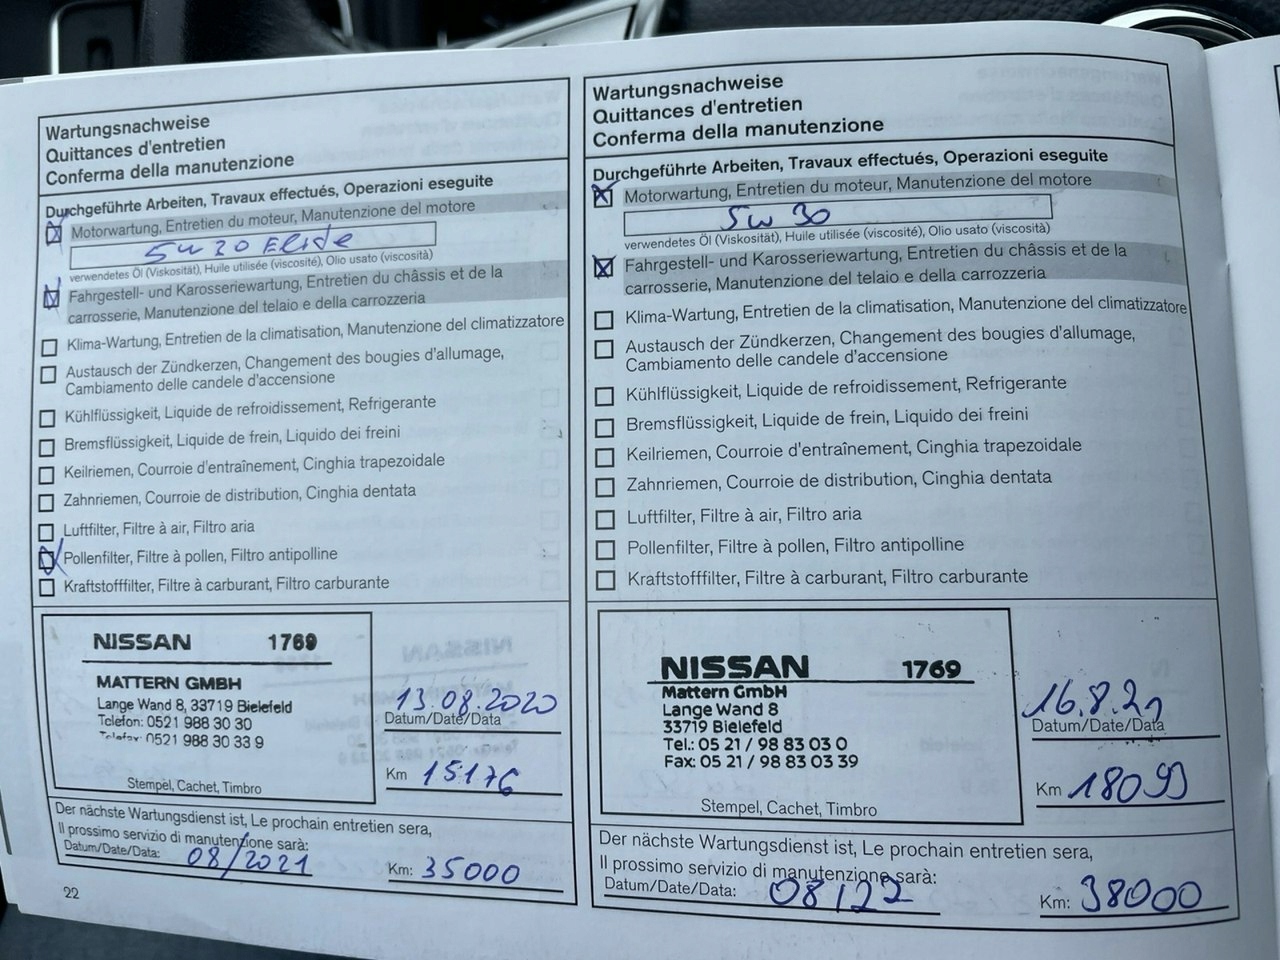 Wartungsnachweise
Quittances d'entretien
Conferma della manutenzione
Durchgeführte Arbeiten, Travaux effectués, Operazioni eseguite
Motorwartung, Entretien du moteur, Manutenzione del motore
5W30 Elite
verwendetes Öl (Viskosität), Huile utilisée (viscosité), Olio usato (viscosità)
Fahrgestell- und Karosseriewartung, Entretien du châssis et de la
carrosserie, Manutenzione del telaio e della carrozzeria
Klima-Wartung, Entretien de la climatisation, Manutenzione del climatizzatore
Austausch der Zündkerzen, Changement des bougies d'allumage,
Cambiamento delle candele d'accensione
Kühlflüssigkeit, Liquide de refroidissement, Refrigerante
Bremsflüssigkeit, Liquide de frein, Liquido dei freini
Keilriemen, Courroie d'entraînement, Cinghia trapezoidale
Zahnriemen, Courroie de distribution, Cinghia dentata
Luftfilter, Filtre à air, Filtro aria
Pollenfilter, Filtre à pollen, Filtro antipolline
Kraftstofffilter, Filtre à carburant, Filtro carburante
NISSAN 1769
MATTERN GMBH
Lange Wand 8, 33719 Bielefeld
Telefon: 0521 988 30 30
Telefax: 0521 988 30 33 9
Stempel, Cachet, Timbro
13.08.2020
Datum/Date/Data
Km 15176
Der nächste Wartungsdienst ist, Le prochain entretien sera,
Il prossimo servizio di manutenzione sarà:
Datum/Date/Data: 08/2021 Km: 35000
22
Wartungsnachweise
Quittances d'entretien
Conferma della manutenzione
Durchgeführte Arbeiten, Travaux effectués, Operazioni eseguite
Motorwartung, Entretien du moteur, Manutenzione del motore
5W30
verwendetes Öl (Viskosität), Huile utilisée (viscosité), Olio usato (viscosità)
Fahrgestell- und Karosseriewartung, Entretien du châssis et de la
carrosserie, Manutenzione del telaio e della carrozzeria
Klima-Wartung, Entretien de la climatisation, Manutenzione del climatizzatore
Austausch der Zündkerzen, Changement des bougies d'allumage,
Cambiamento delle candele d'accensione
Kühlflüssigkeit, Liquide de refroidissement, Refrigerante
Bremsflüssigkeit, Liquide de frein, Liquido dei freini
Keilriemen, Courroie d'entraînement, Cinghia trapezoidale
Zahnriemen, Courroie de distribution, Cinghia dentata
Luftfilter, Filtre à air, Filtro aria
Pollenfilter, Filtre à pollen, Filtro antipolline
Kraftstofffilter, Filtre à carburant, Filtro carburante
NISSAN 1769
Mattern GmbH
Lange Wand 8
33719 Bielefeld
Tel.: 05 21 / 98 83 03 0
Fax: 05 21 / 98 83 03 39
Stempel, Cachet, Timbro
16.8.21
Datum/Date/Data
Km 18099
Der nächste Wartungsdienst ist, Le prochain entretien sera,
Il prossimo servizio di manutenzione sarà:
Datum/Date/Data: 08/22 Km: 38000